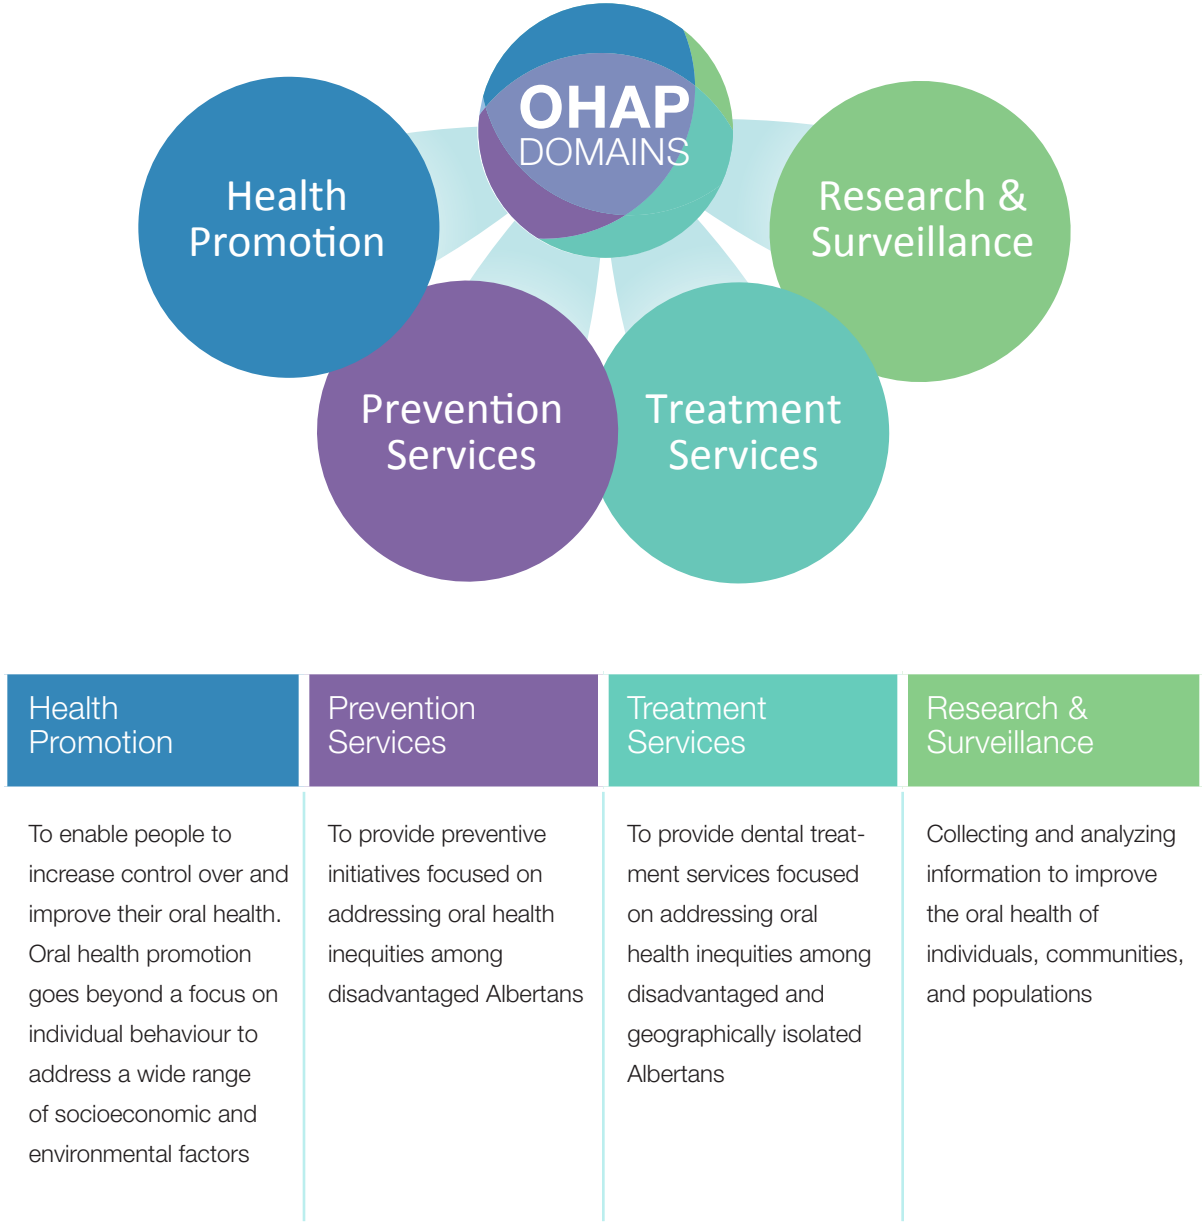 OHAP
DOMAINS
Health
Promotion
Research &
Surveillance
Prevention
Services
Treatment
Services
Health
Promotion
To enable people to
increase control over and
improve their oral health.
Oral health promotion
goes beyond a focus on
individual behaviour to
address a wide range
of socioeconomic and
environmental factors
Prevention
Services
To provide preventive
initiatives focused on
addressing oral health
inequities among
disadvantaged Albertans
Treatment
Services
To provide dental treat-
ment services focused
on addressing oral
health inequities among
disadvantaged and
geographically isolated
Albertans
Research &
Surveillance
Collecting and analyzing
information to improve
the oral health of
individuals, communities,
and populations